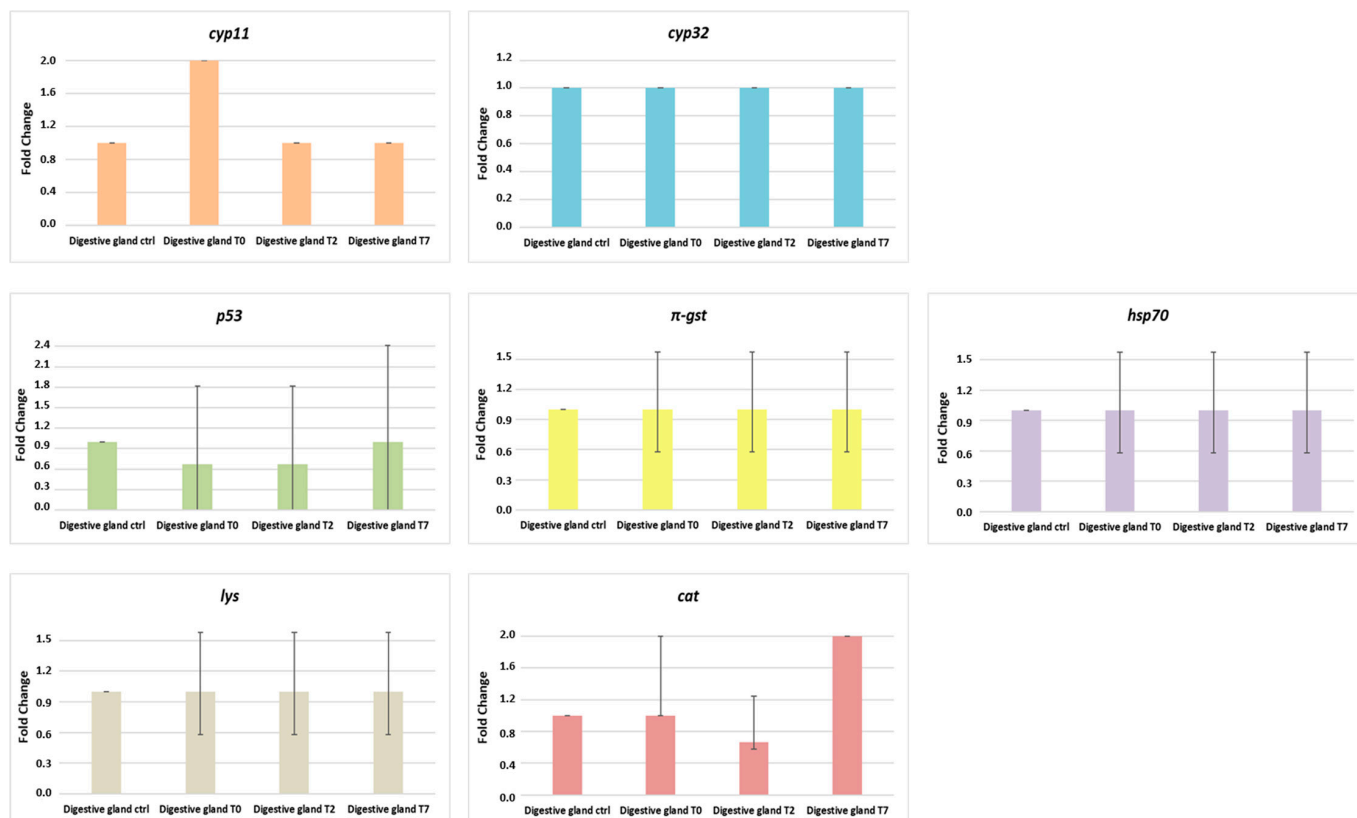 cyp11
Fold Change
2.0
1.6
1.2
0.8
0.4
0.0
Digestive gland ctrl Digestive gland T0 Digestive gland T2 Digestive gland T7
cyp32
Fold Change
1.2
1.0
0.8
0.6
0.4
0.2
0.0
Digestive gland ctrl Digestive gland T0 Digestive gland T2 Digestive gland T7
p53
Fold Change
2.4
2.1
1.8
1.5
1.2
0.9
0.6
0.3
0.0
Digestive gland ctrl Digestive gland T0 Digestive gland T2 Digestive gland T7
π-gst
Fold Change
1.5
1.2
0.9
0.6
0.3
0.0
Digestive gland ctrl Digestive gland T0 Digestive gland T2 Digestive gland T7
hsp70
Fold Change
1.5
1.2
0.9
0.6
0.3
0.0
Digestive gland ctrl Digestive gland T0 Digestive gland T2 Digestive gland T7
lys
Fold Change
1.5
1.2
0.9
0.6
0.3
0.0
Digestive gland ctrl Digestive gland T0 Digestive gland T2 Digestive gland T7
cat
Fold Change
2.0
1.6
1.2
0.8
0.4
0.0
Digestive gland ctrl Digestive gland T0 Digestive gland T2 Digestive gland T7